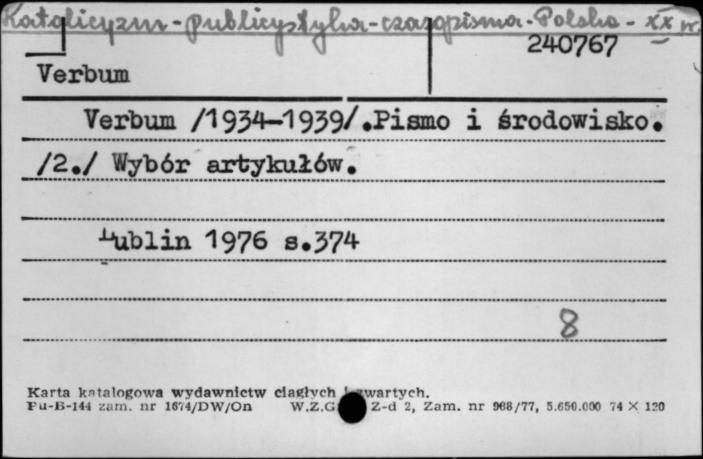 Katolicyzm - publicystyka - czasopisma - Polska - XX w.
240767
Verbum
Verbum /1934-1939/.Pismo i środowisko.
/2./ Wybór artykułów.
Lublin 1976 s.374
8
Karta katalogowa wydawnictw ciągłych i zwartych.
Pu-B-144 zam. nr 1674/DW/On W.Z.G Z-d 2, Zam. nr 968/77, 5.650.000 74 X 120